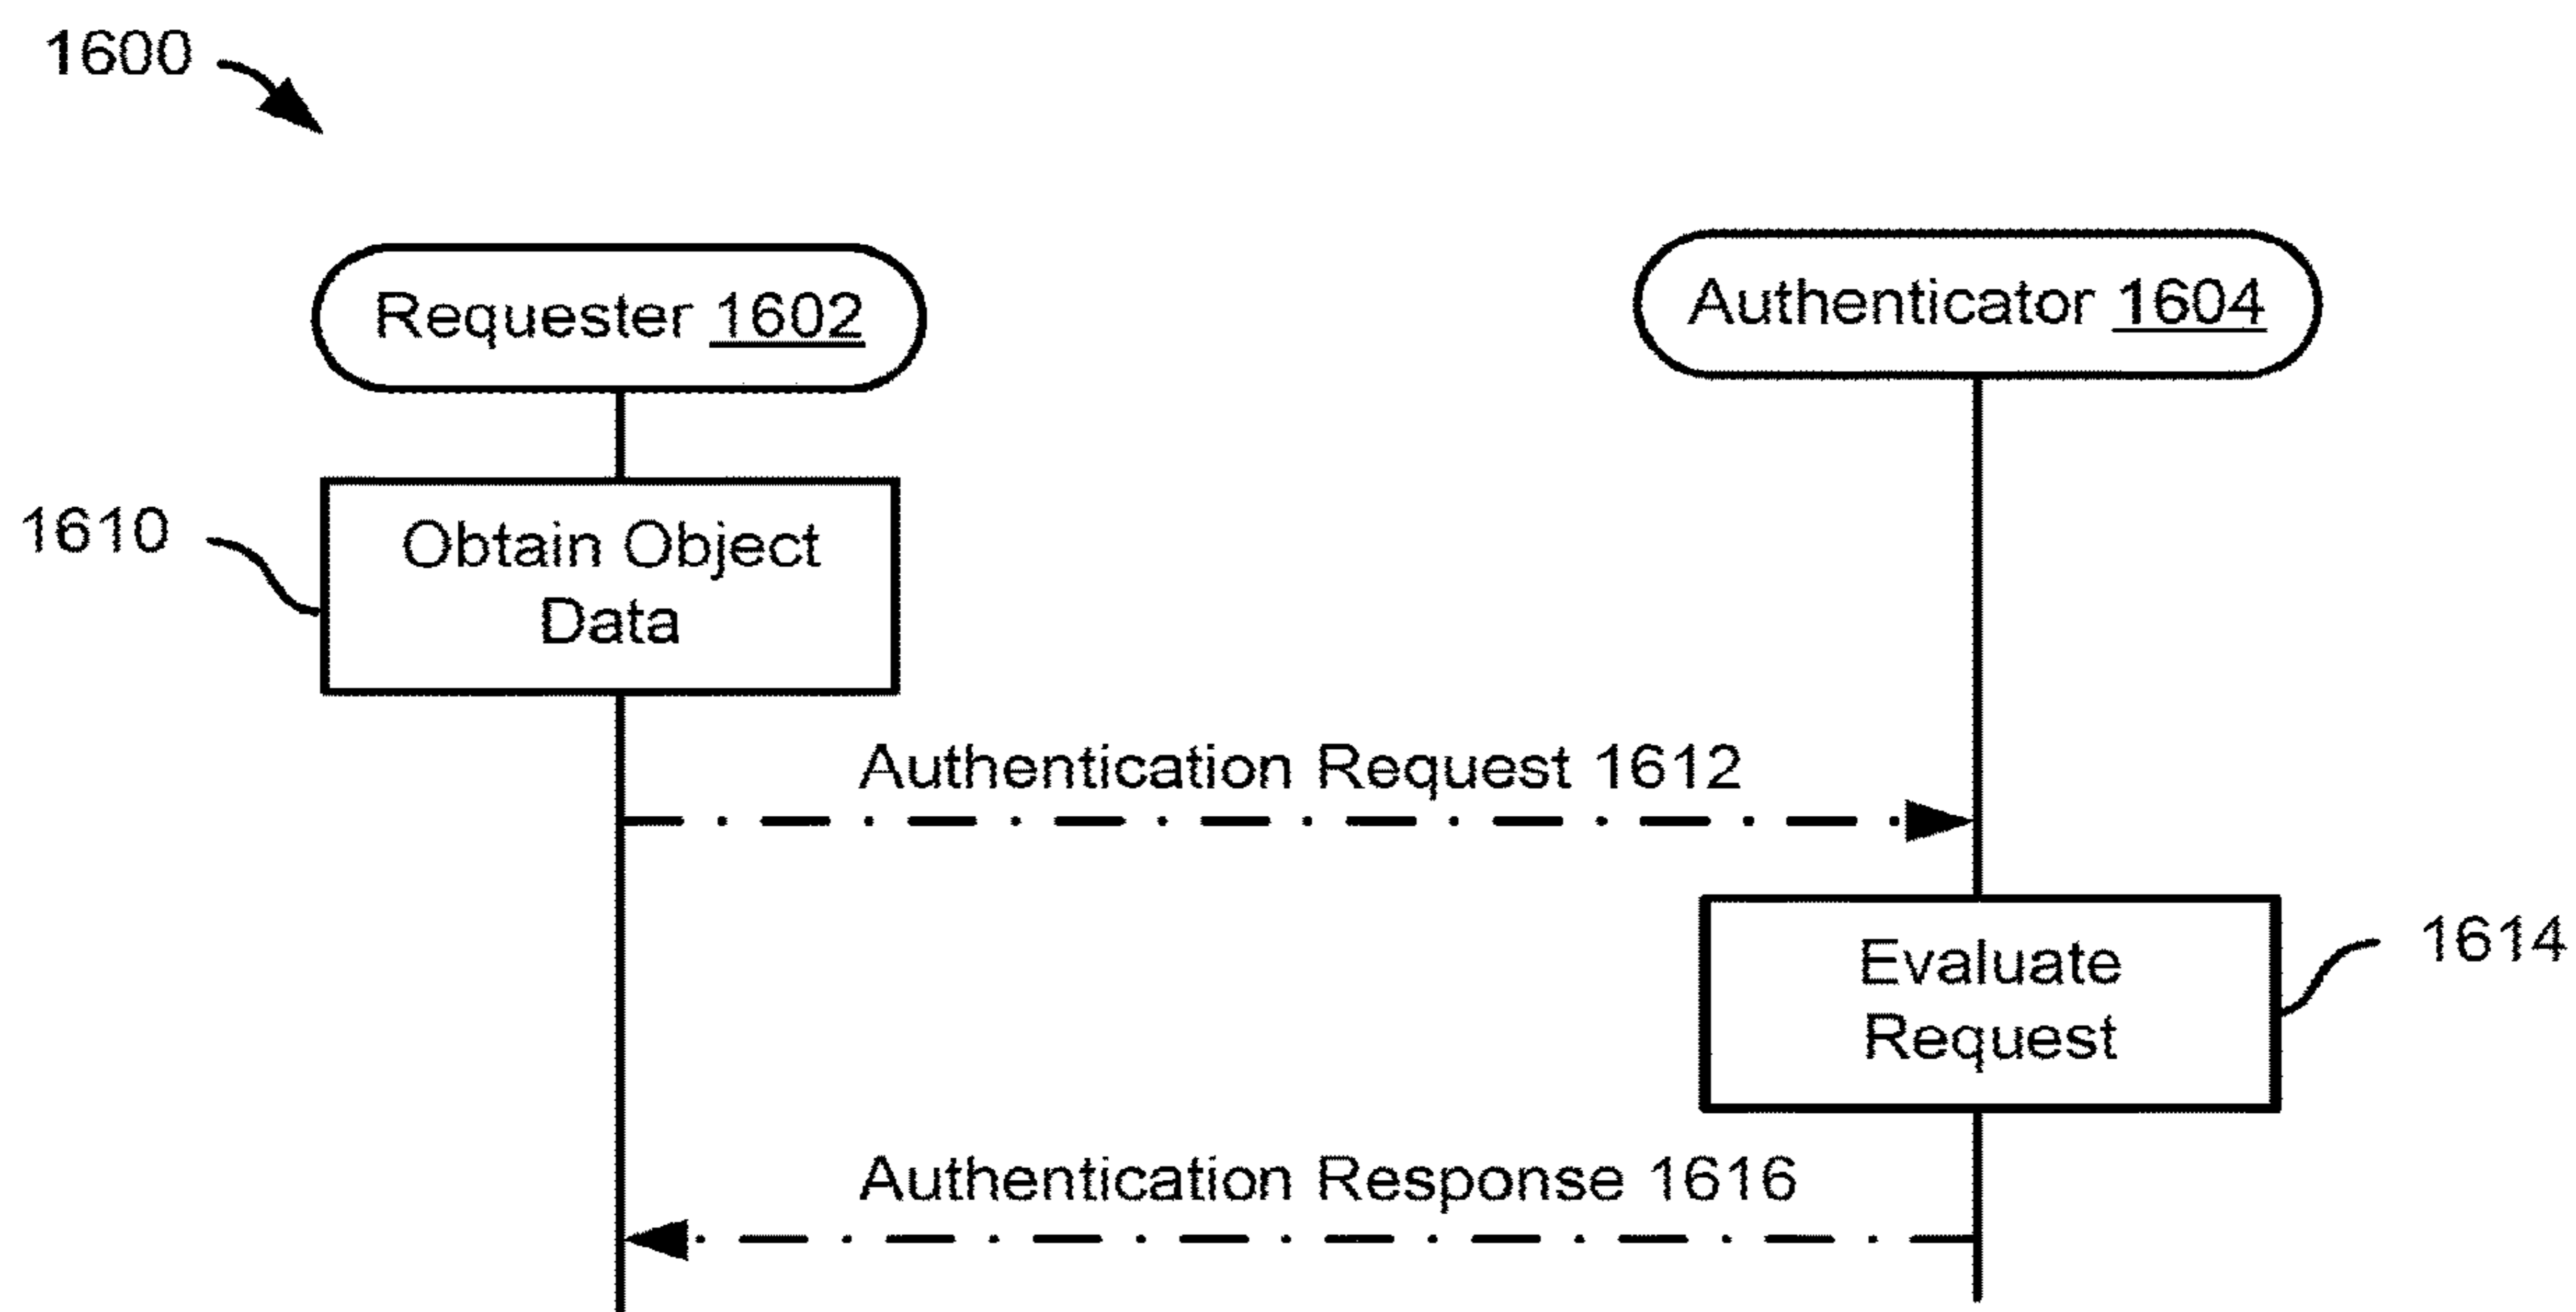 1600
Requester 1602
Authenticator 1604
1610
Obtain Object
Data
Authentication Request 1612
Evaluate
Request
1614
Authentication Response 1616